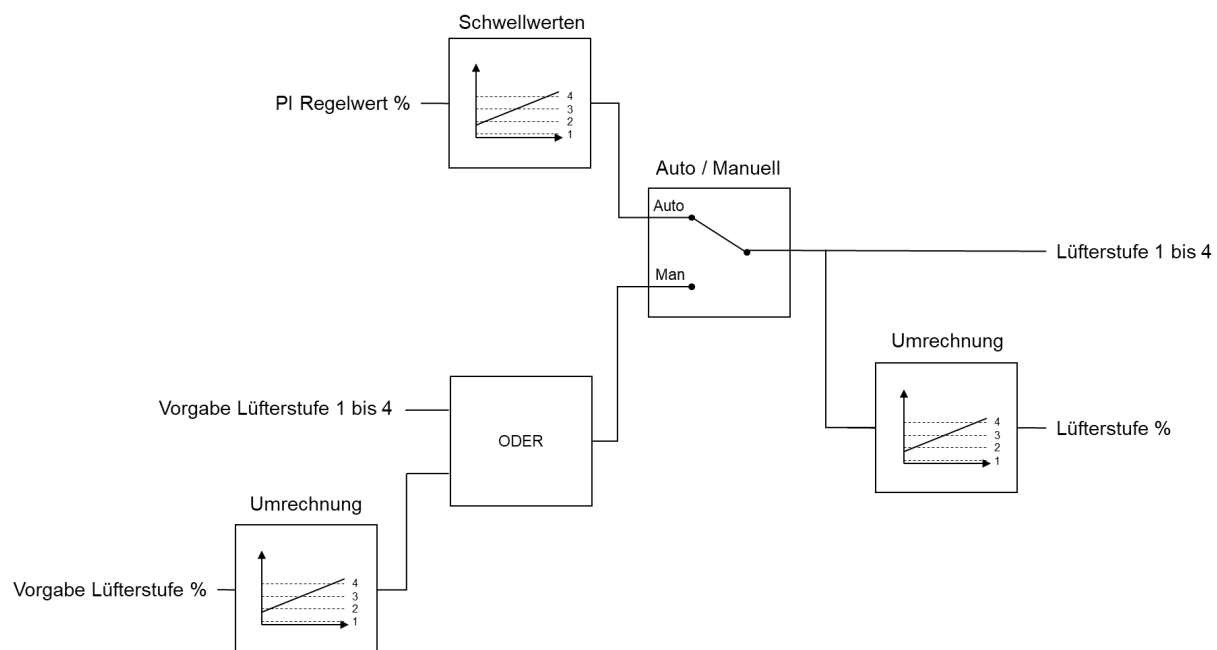 Schwellwerten
4
3
2
1
PI Regelwert %
Auto / Manuell
Auto
Man
Lüfterstufe 1 bis 4
Umrechnung
4
3
2
1
Lüfterstufe %
Vorgabe Lüfterstufe 1 bis 4
ODER
Umrechnung
4
3
2
1
Vorgabe Lüfterstufe %